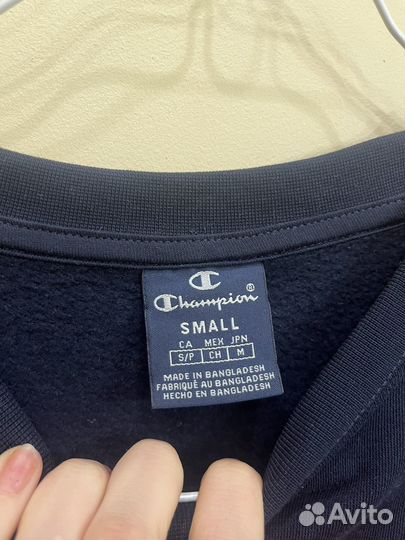 Champion®
SMALL
CA MEX JPN
S/P CH M
MADE IN BANGLADESH
FABRIQUÉ AU BANGLADESH
HECHO EN BANGLADESH
Avito